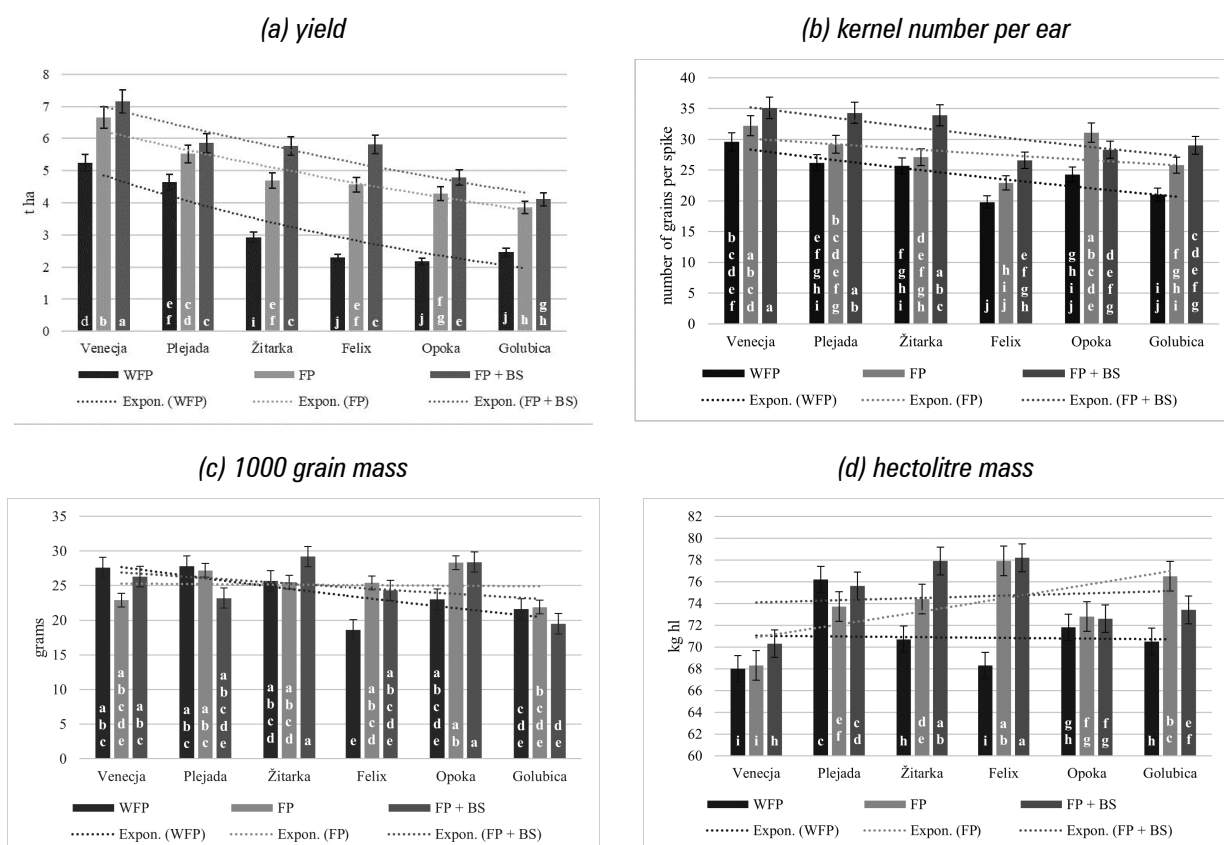 (a) yield
8
7
6
5
4
3
2
1
0
t ha
d b a
e f c d c
i e f c
j e f c
j f g e
j h g h
Venecja Plejada Žitarka Felix Opoka Golubica
WFP FP FP + BS
Expon. (WFP) Expon. (FP) Expon. (FP + BS)
(b) kernel number per ear
40
35
30
25
20
15
10
5
0
number of grains per spike
b c d e f a b c d a
e f g h i b c d e f g a b
f g h i d e f g h a b c
j h i j e f g h
g h i j a b c d e d e f g
i j f g h i c d e f g
Venecja Plejada Žitarka Felix Opoka Golubica
WFP FP FP + BS
Expon. (WFP) Expon. (FP) Expon. (FP + BS)
(c) 1000 grain mass
35
30
25
20
15
10
5
0
grams
a b c a b c d e a b c
a b c a b c a b c d e
a b c d a b c d a
e a b c d a b c d e
a b c d e a b a
c d e b c d e d e
Venecja Plejada Žitarka Felix Opoka Golubica
WFP FP FP + BS
Expon. (WFP) Expon. (FP) Expon. (FP + BS)
(d) hectolitre mass
82
80
78
76
74
72
70
68
66
64
62
60
kg hl
i i h
c e f c d
h d e a b
i a b a
g h f g f g
h b c e f
Venecja Plejada Žitarka Felix Opoka Golubica
WFP FP FP + BS
Expon. (WFP) Expon. (FP) Expon. (FP + BS)